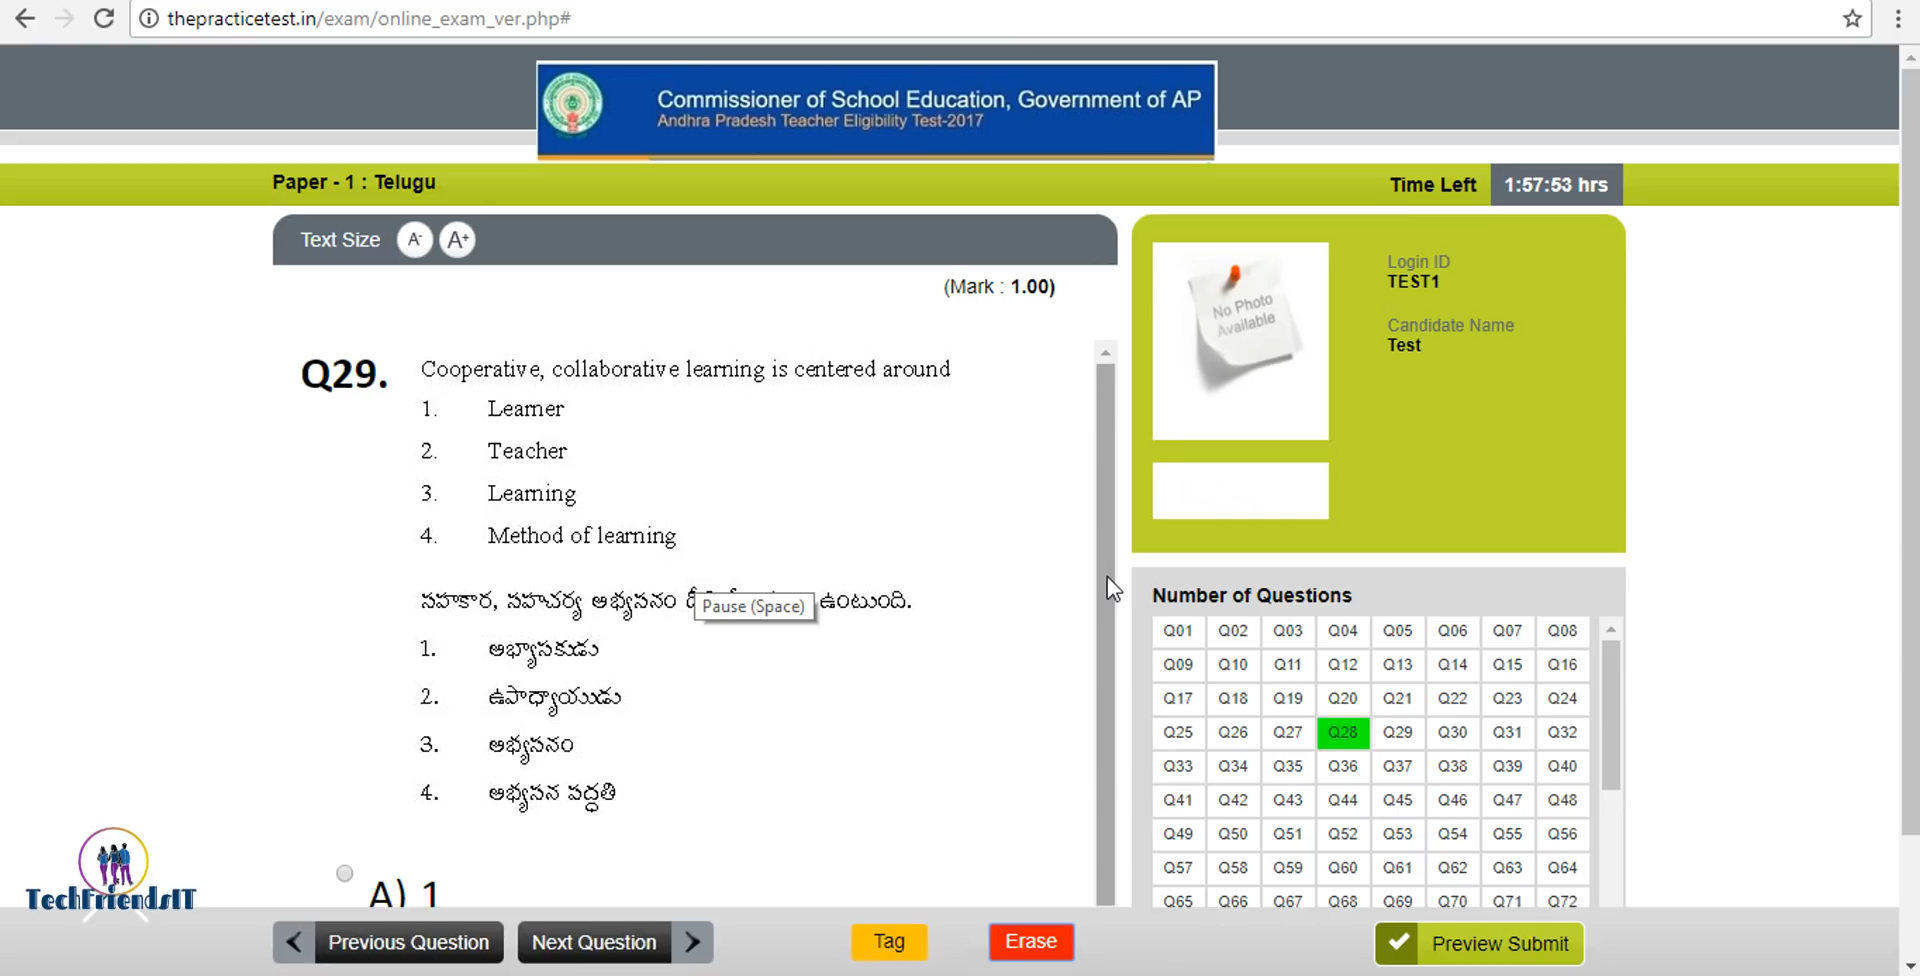 thepracticetest.in/exam/online_exam_ver.php#
Commissioner of School Education, Government of AP
Andhra Pradesh Teacher Eligibility Test-2017
Paper - 1 : Telugu
Time Left 1:57:53 hrs
Text Size A- A+
(Mark : 1.00)
No Photo Available
Login ID
TEST1
Candidate Name
Test
Q29. Cooperative, collaborative learning is centered around
1. Learner
2. Teacher
3. Learning
4. Method of learning
సహకార, సహచర్య అభ్యసనం ఉంటుంది.
Pause (Space)
1. అభ్యాసకుడు
2. ఉపాధ్యాయుడు
3. అభ్యసనం
4. అభ్యసన పద్ధతి
A) 1
Number of Questions
Q01 Q02 Q03 Q04 Q05 Q06 Q07 Q08
Q09 Q10 Q11 Q12 Q13 Q14 Q15 Q16
Q17 Q18 Q19 Q20 Q21 Q22 Q23 Q24
Q25 Q26 Q27 Q28 Q29 Q30 Q31 Q32
Q33 Q34 Q35 Q36 Q37 Q38 Q39 Q40
Q41 Q42 Q43 Q44 Q45 Q46 Q47 Q48
Q49 Q50 Q51 Q52 Q53 Q54 Q55 Q56
Q57 Q58 Q59 Q60 Q61 Q62 Q63 Q64
Q65 Q66 Q67 Q68 Q69 Q70 Q71 Q72
TechFriendsIT
Previous Question Next Question Tag Erase Preview Submit